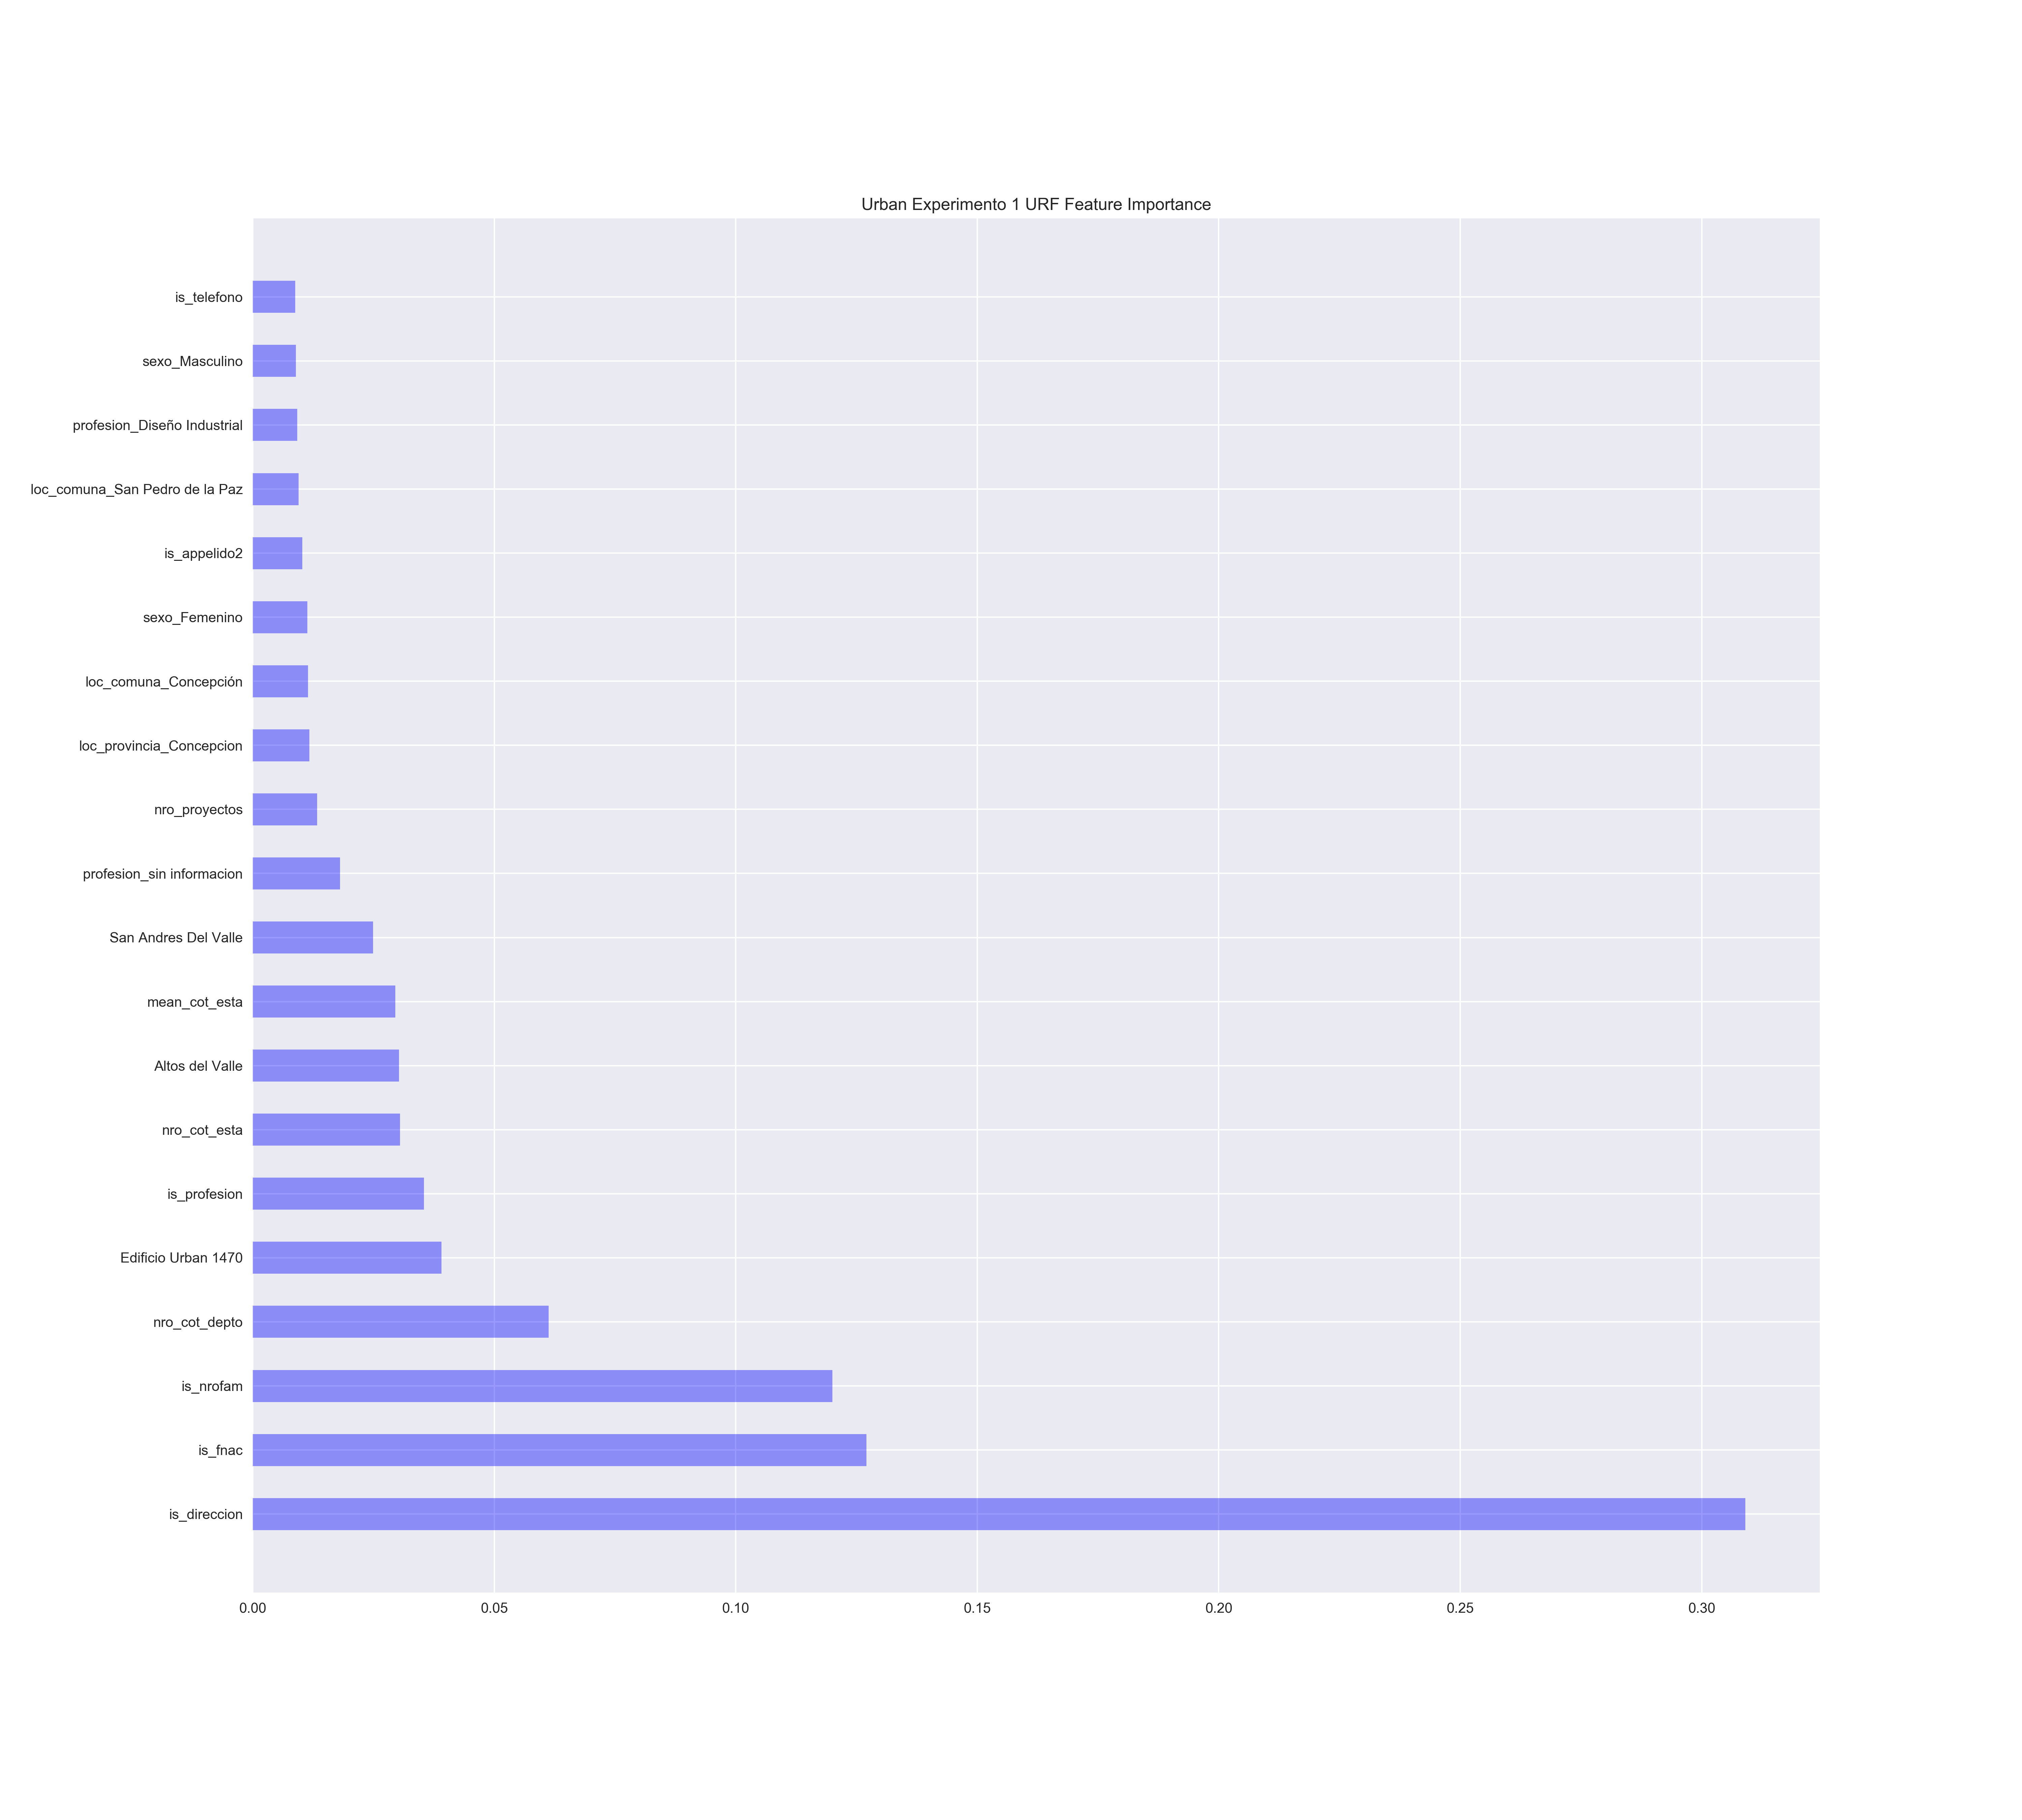 Urban Experimento 1 URF Feature Importance
is_telefono
sexo_Masculino
profesion_Diseño Industrial
loc_comuna_San Pedro de la Paz
is_appelido2
sexo_Femenino
loc_comuna_Concepción
loc_provincia_Concepcion
nro_proyectos
profesion_sin informacion
San Andres Del Valle
mean_cot_esta
Altos del Valle
nro_cot_esta
is_profesion
Edificio Urban 1470
nro_cot_depto
is_nrofam
is_fnac
is_direccion
0.00 0.05 0.10 0.15 0.20 0.25 0.30